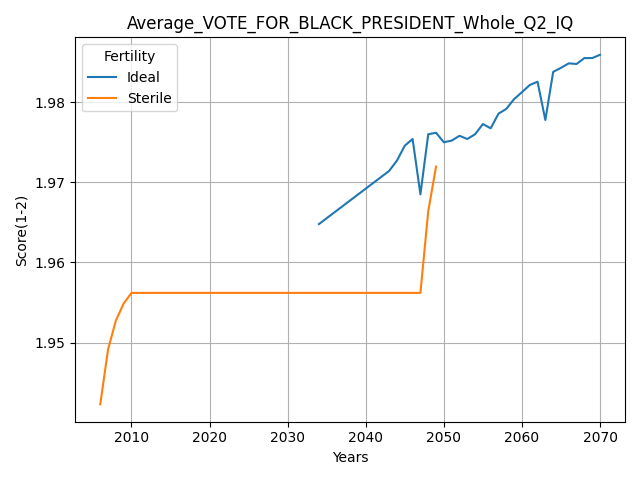 Average_VOTE_FOR_BLACK_PRESIDENT_Whole_Q2_IQ
Fertility
Ideal
Sterile
Score(1-2)
1.98
1.97
1.96
1.95
2010 2020 2030 2040 2050 2060 2070
Years